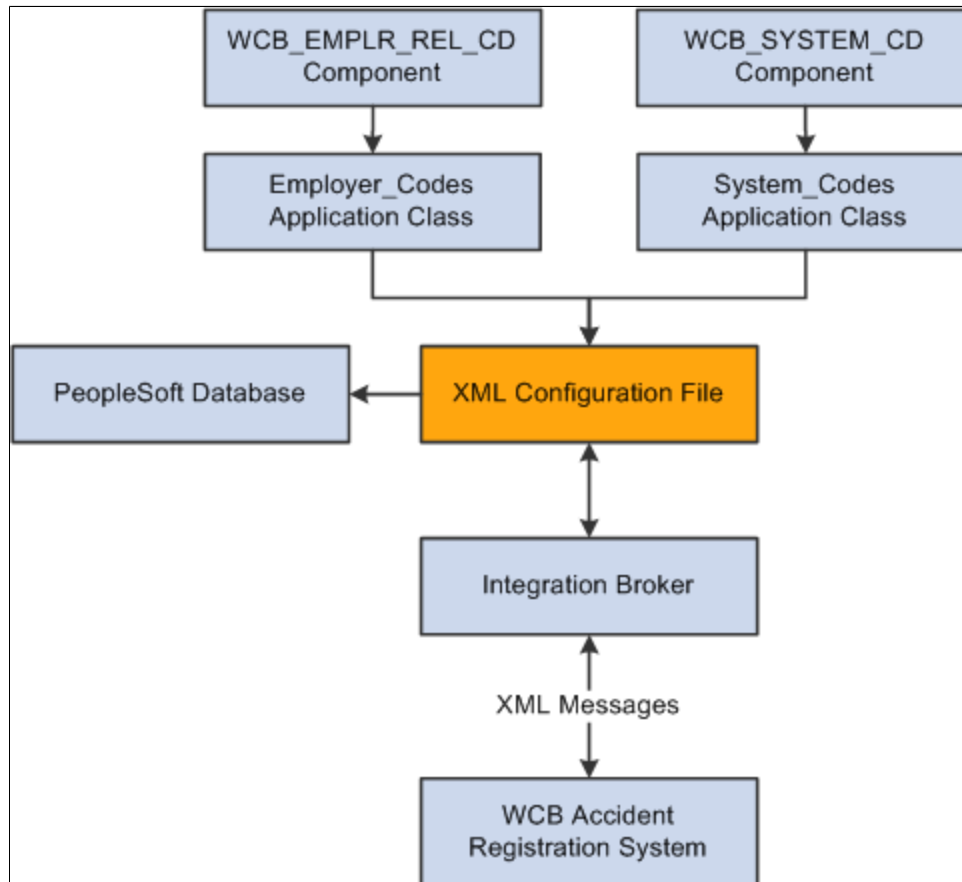 WCB_EMPLR_REL_CD
Component
WCB_SYSTEM_CD
Component
Employer_Codes
Application Class
System_Codes
Application Class
PeopleSoft Database
XML Configuration File
Integration Broker
XML Messages
WCB Accident
Registration System